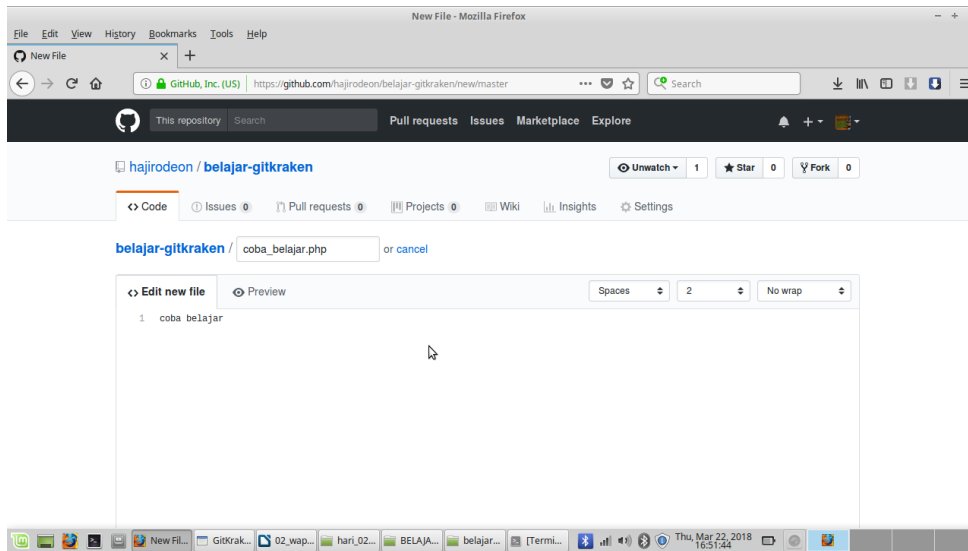 New File - Mozilla Firefox
File Edit View History Bookmarks Tools Help
New File
GitHub, Inc. (US) https://github.com/hajirodeon/belajar-gitkraken/new/master Search
This repository Search Pull requests Issues Marketplace Explore
hajirodeon / belajar-gitkraken Unwatch 1 Star 0 Fork 0
Code Issues 0 Pull requests 0 Projects 0 Wiki Insights Settings
belajar-gitkraken / coba_belajar.php or cancel
Edit new file Preview Spaces 2 No wrap
1 coba belajar
New Fil... GitKrak... 02_wap... hari_02... BELAJA... belajar... [Termi... Thu, Mar 22, 2018
16:51:44